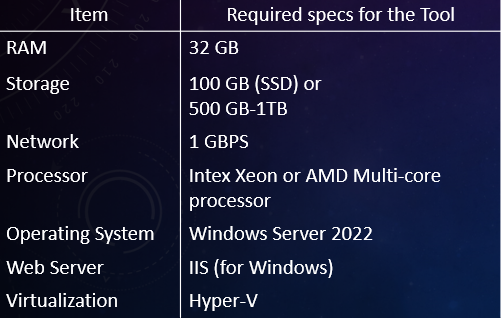 Item Required specs for the Tool
RAM 32 GB
Storage 100 GB (SSD) or
500 GB-1TB
Network 1 GBPS
Processor Intex Xeon or AMD Multi-core
processor
Operating System Windows Server 2022
Web Server IIS (for Windows)
Virtualization Hyper-V